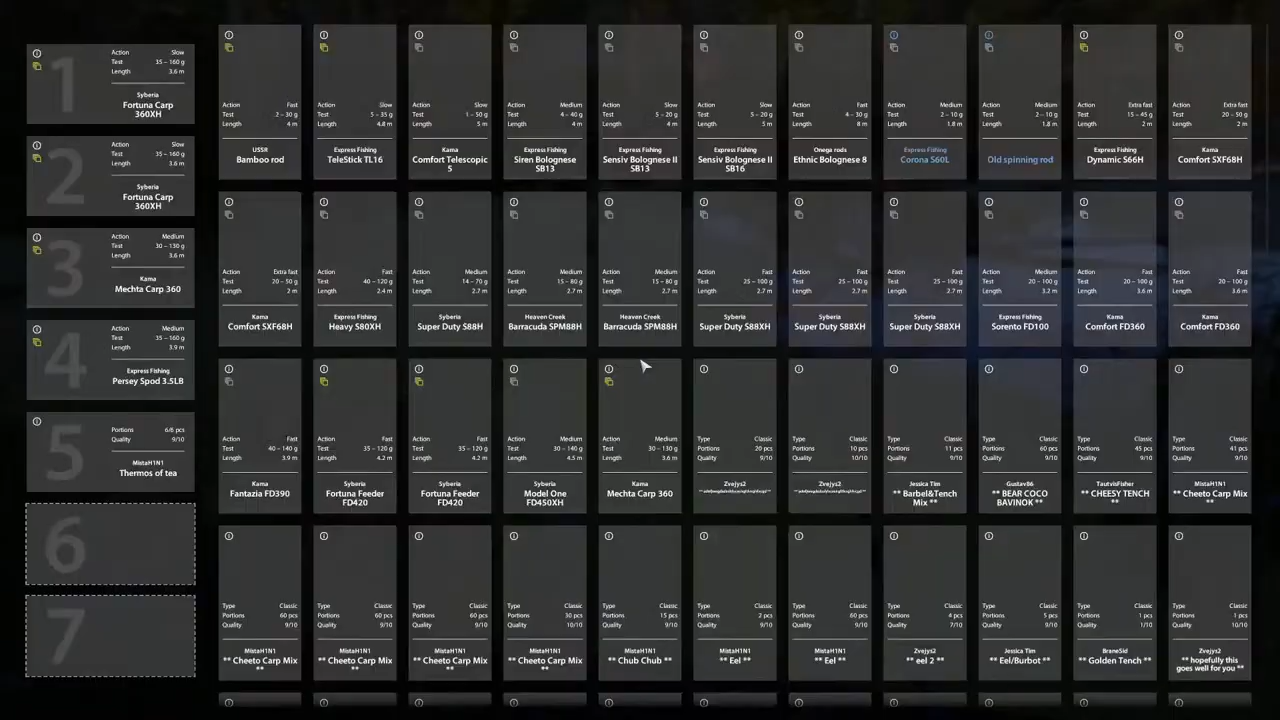 1
Action Slow
Test 35 – 160 g
Length 3.6 m
Syberia
Fortuna Carp
360XH
2
Action Slow
Test 35 – 160 g
Length 3.6 m
Syberia
Fortuna Carp
360XH
3
Action Medium
Test 30 – 130 g
Length 3.6 m
Kama
Mechta Carp 360
4
Action Medium
Test 35 – 160 g
Length 3.9 m
Express Fishing
Persey Spod 3.5LB
5
Portions 6/6 pcs
Quality 9/10
MistaH1N1
Thermos of tea
6
7
Action Fast
Test 2 – 30 g
Length 4 m
USSR
Bamboo rod
Action Slow
Test 5 – 35 g
Length 4.8 m
Express Fishing
TeleStick TL16
Action Slow
Test 1 – 50 g
Length 5 m
Kama
Comfort Telescopic
5
Action Medium
Test 4 – 40 g
Length 4 m
Express Fishing
Siren Bolognese
SB13
Action Slow
Test 5 – 20 g
Length 4 m
Express Fishing
Sensiv Bolognese II
SB13
Action Slow
Test 5 – 20 g
Length 5 m
Express Fishing
Sensiv Bolognese II
SB16
Action Fast
Test 4 – 30 g
Length 8 m
Onega rods
Ethnic Bolognese 8
Action Medium
Test 2 – 10 g
Length 1.8 m
Express Fishing
Corona S60L
Action Medium
Test 2 – 10 g
Length 1.8 m
Old spinning rod
Action Extra fast
Test 15 – 45 g
Length 2 m
Express Fishing
Dynamic S66H
Action Extra fast
Test 20 – 50 g
Length 2 m
Kama
Comfort SXF68H
Action Extra fast
Test 20 – 50 g
Length 2 m
Kama
Comfort SXF68H
Action Fast
Test 40 – 120 g
Length 2.4 m
Express Fishing
Heavy S80XH
Action Medium
Test 14 – 70 g
Length 2.7 m
Syberia
Super Duty S88H
Action Medium
Test 15 – 80 g
Length 2.7 m
Heaven Creek
Barracuda SPM88H
Action Medium
Test 15 – 80 g
Length 2.7 m
Heaven Creek
Barracuda SPM88H
Action Fast
Test 25 – 100 g
Length 2.7 m
Syberia
Super Duty S88XH
Action Fast
Test 25 – 100 g
Length 2.7 m
Syberia
Super Duty S88XH
Action Fast
Test 25 – 100 g
Length 2.7 m
Syberia
Super Duty S88XH
Action Medium
Test 20 – 100 g
Length 3.2 m
Express Fishing
Sorento FD100
Action Fast
Test 20 – 100 g
Length 3.6 m
Kama
Comfort FD360
Action Fast
Test 20 – 100 g
Length 3.6 m
Kama
Comfort FD360
Action Fast
Test 40 – 140 g
Length 3.9 m
Kama
Fantazia FD390
Action Fast
Test 35 – 120 g
Length 4.2 m
Syberia
Fortuna Feeder
FD420
Action Fast
Test 35 – 120 g
Length 4.2 m
Syberia
Fortuna Feeder
FD420
Action Medium
Test 30 – 140 g
Length 4.5 m
Syberia
Model One
FD450XH
Action Medium
Test 30 – 130 g
Length 3.6 m
Kama
Mechta Carp 360
Type Classic
Portions 20 pcs
Quality 9/10
Zvejys2
Type Classic
Portions 10 pcs
Quality 10/10
Zvejys2
Type Classic
Portions 11 pcs
Quality 9/10
Jessica Tim
** Barbel&Tench
Mix **
Type Classic
Portions 60 pcs
Quality 9/10
Gustav86
** BEAR COCO
BAVINOK **
Type Classic
Portions 45 pcs
Quality 9/10
TautvisFisher
** CHEESY TENCH
**
Type Classic
Portions 41 pcs
Quality 9/10
MistaH1N1
** Cheeto Carp Mix
**
Type Classic
Portions 60 pcs
Quality 9/10
MistaH1N1
** Cheeto Carp Mix
**
Type Classic
Portions 60 pcs
Quality 9/10
MistaH1N1
** Cheeto Carp Mix
**
Type Classic
Portions 60 pcs
Quality 9/10
MistaH1N1
** Cheeto Carp Mix
**
Type Classic
Portions 30 pcs
Quality 10/10
MistaH1N1
** Cheeto Carp Mix
**
Type Classic
Portions 15 pcs
Quality 9/10
MistaH1N1
** Chub Chub **
Type Classic
Portions 2 pcs
Quality 9/10
MistaH1N1
** Eel **
Type Classic
Portions 60 pcs
Quality 9/10
MistaH1N1
** Eel **
Type Classic
Portions 4 pcs
Quality 7/10
Zvejys2
** eel 2 **
Type Classic
Portions 5 pcs
Quality 9/10
Jessica Tim
** Eel/Burbot **
Type Classic
Portions 1 pcs
Quality 1/10
BraneSld
** Golden Tench **
Type Classic
Portions 1 pcs
Quality 10/10
Zvejys2
** hopefully this
goes well for you **